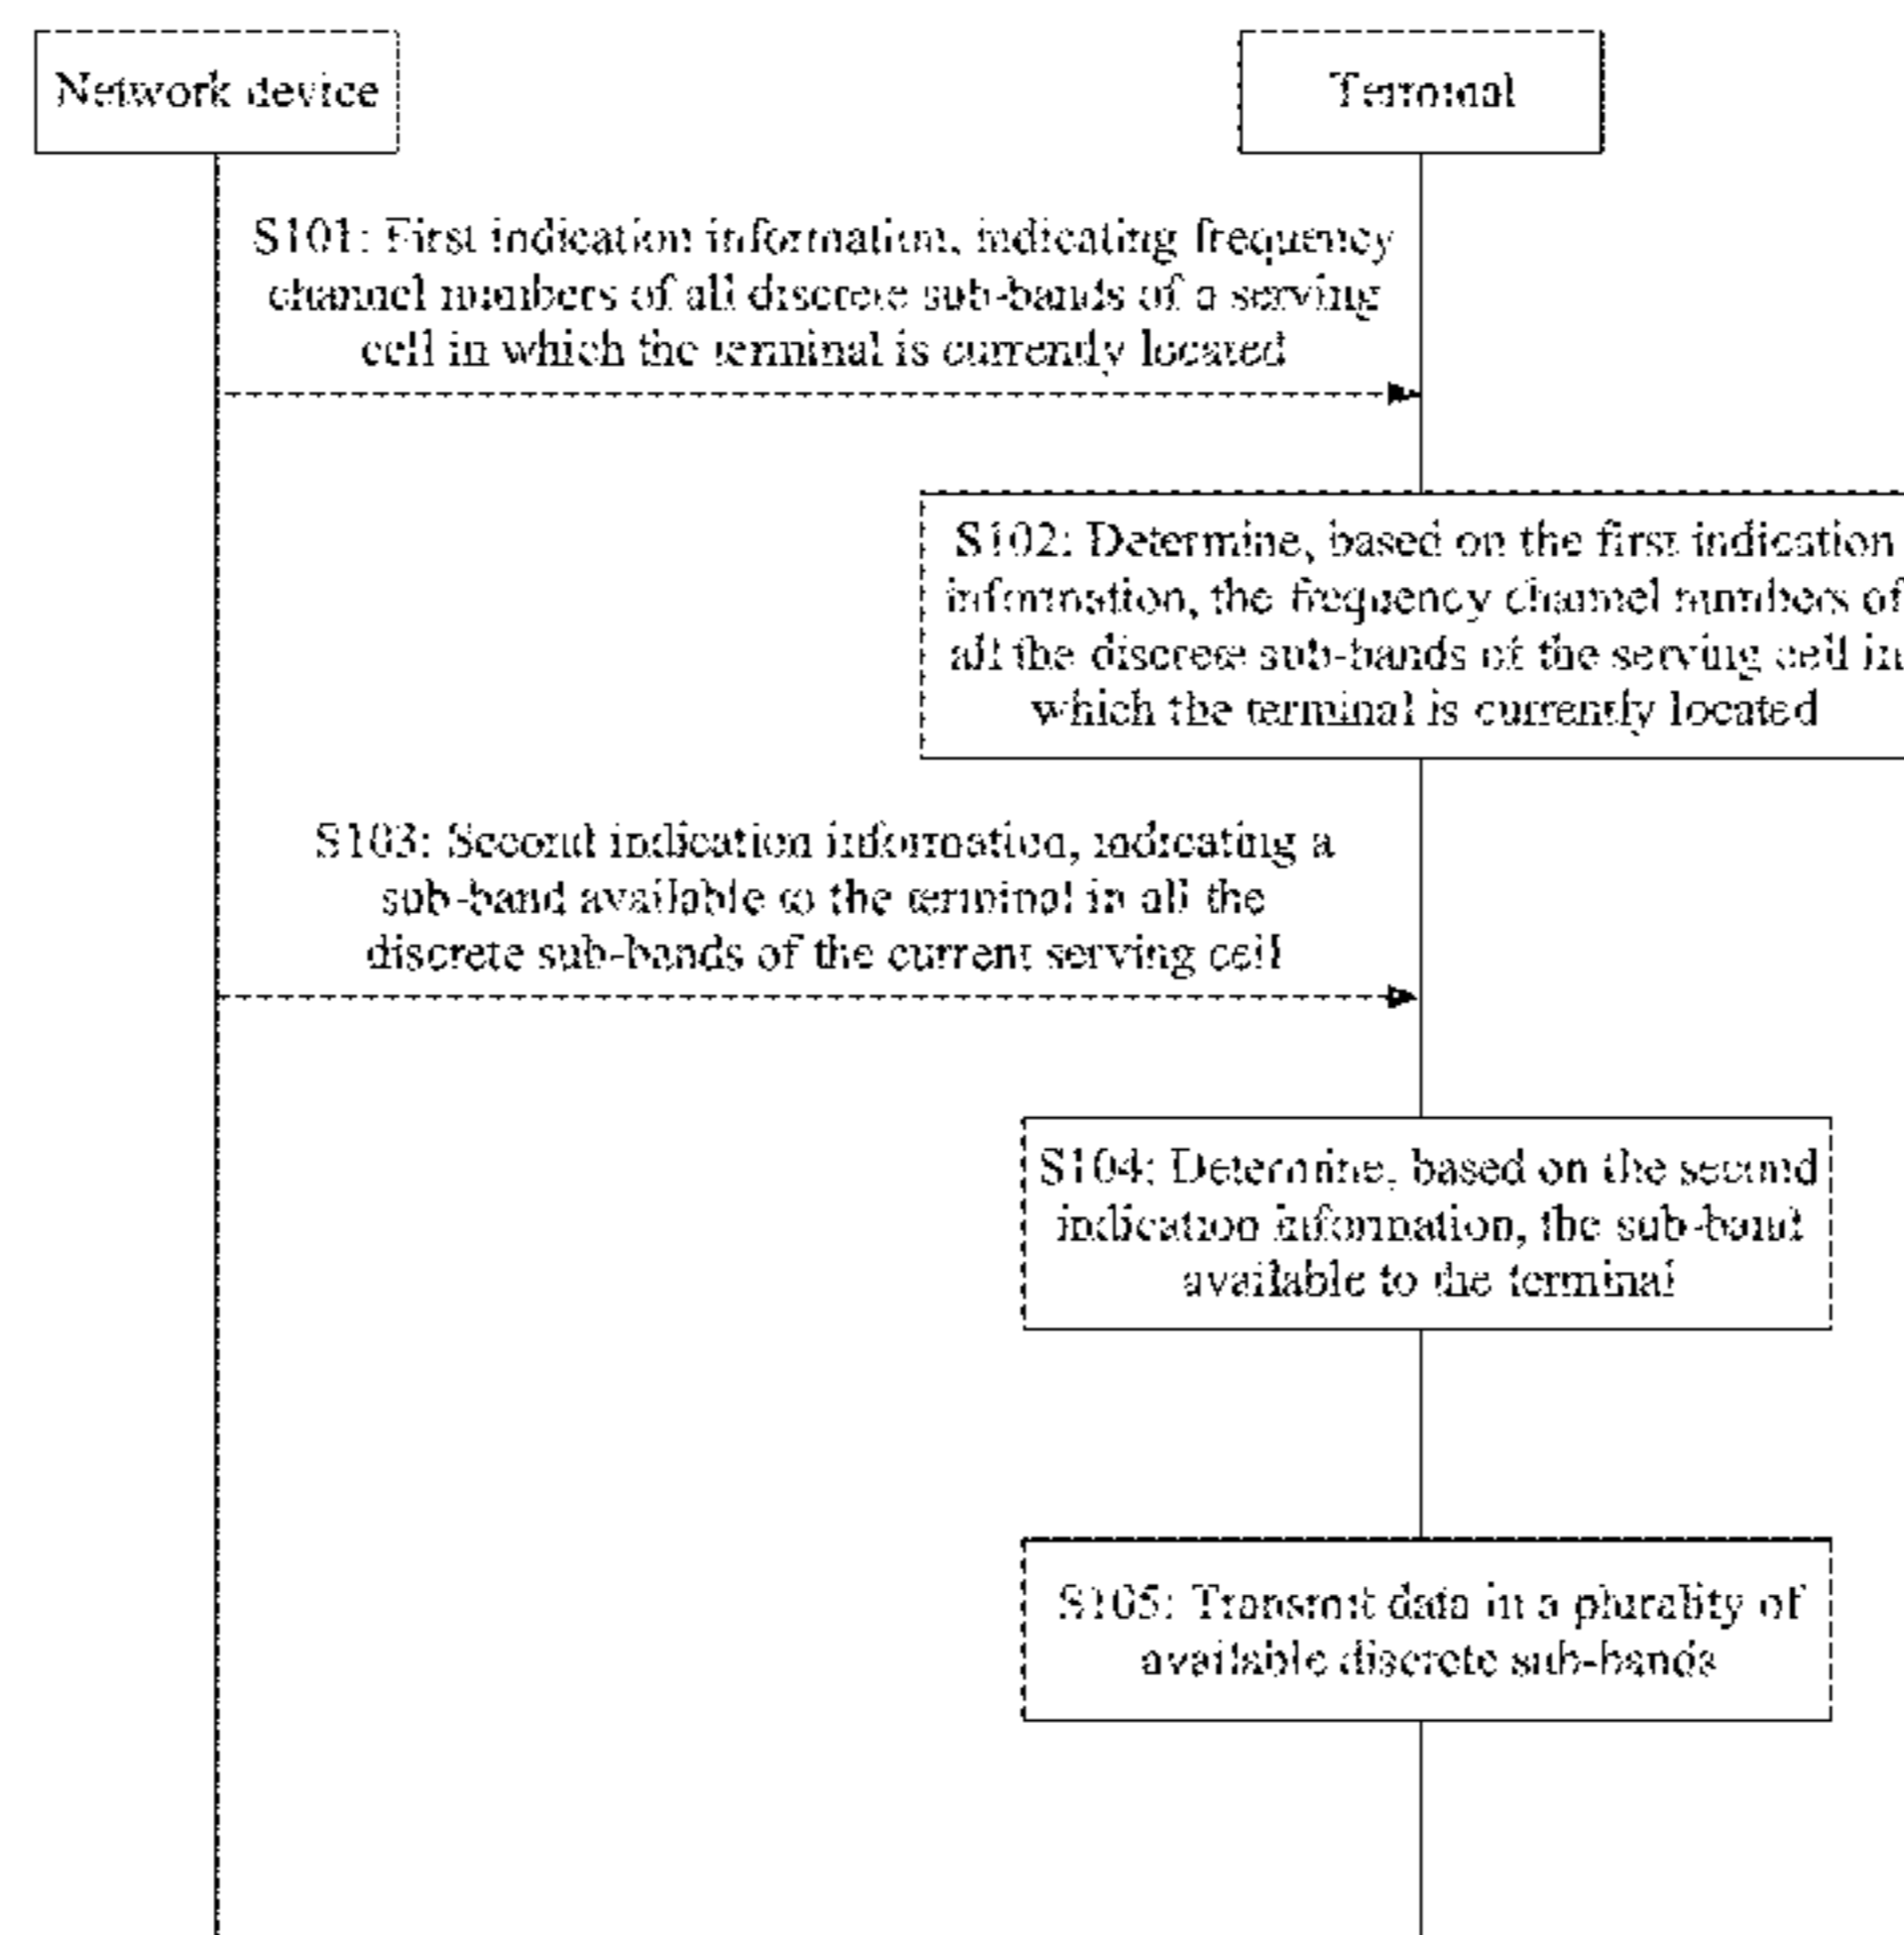 Network device
Terminal
S101: First indication information, indicating frequency
channel numbers of all discrete sub-bands of a serving
cell in which the terminal is currently located
S102: Determine, based on the first indication
information, the frequency channel numbers of
all the discrete sub-bands of the serving cell in
which the terminal is currently located
S103: Second indication information, indicating a
sub-band available to the terminal in all the
discrete sub-bands of the current serving cell
S104: Determine, based on the second
indication information, the sub-band
available to the terminal
S105: Transmit data in a plurality of
available discrete sub-bands